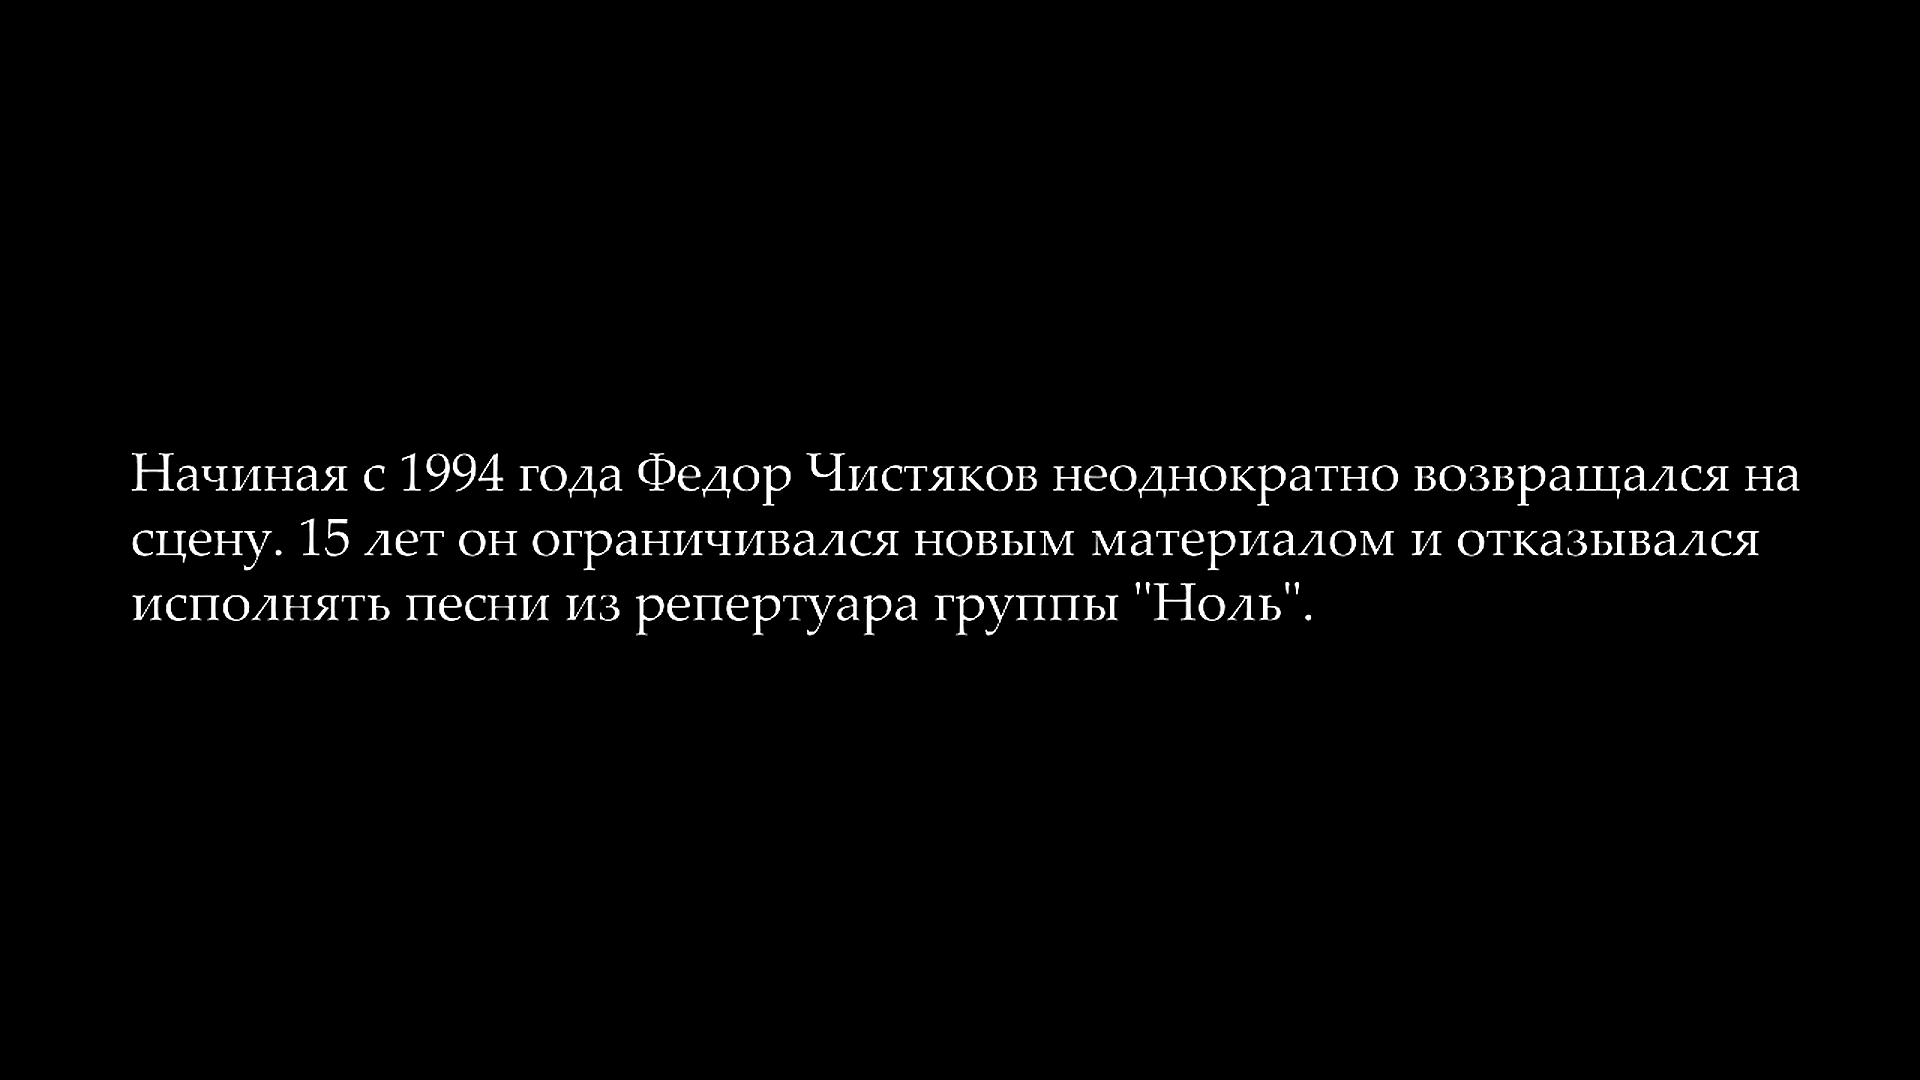 Начиная с 1994 года Федор Чистяков неоднократно возвращался на
сцену. 15 лет он ограничивался новым материалом и отказывался
исполнять песни из репертуара группы "Ноль".